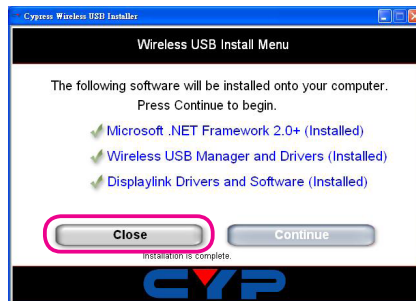 Cypress Wireless USB Installer
Wireless USB Install Menu
The following software will be installed onto your computer.
Press Continue to begin.
Microsoft .NET Framework 2.0+ (Installed)
Wireless USB Manager and Drivers (Installed)
Displaylink Drivers and Software (Installed)
Close
Continue
Installation is complete.
CYP